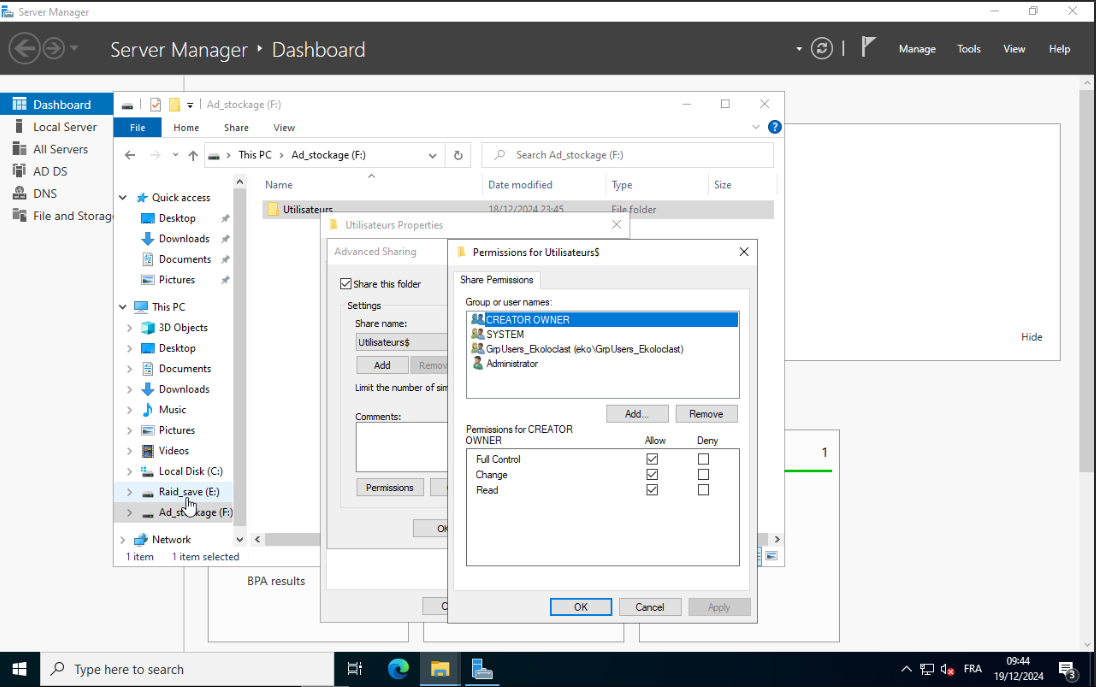 Server Manager
Server Manager • Dashboard
Manage Tools View Help
Dashboard
Local Server
All Servers
AD DS
DNS
File and Storag
Ad_stockage (F:)
File Home Share View
This PC Ad_stockage (F:)
Search Ad_stockage (F:)
Name Date modified Type Size
Utilisateurs 18/12/2024 23:45 File folder
Quick access
Desktop
Downloads
Documents
Pictures
This PC
3D Objects
Desktop
Documents
Downloads
Music
Pictures
Videos
Local Disk (C:)
Raid_save (E:)
Ad_stockage (F:)
Network
1 item 1 item selected
Utilisateurs Properties
Advanced Sharing
Share this folder
Settings
Share name:
Utilisateurs$
Add Remov
Limit the number of sim
Comments:
Permissions
Permissions for Utilisateurs$
Share Permissions
Group or user names:
CREATOR OWNER
SYSTEM
GrpUsers_Ekoloclast (eko\GrpUsers_Ekoloclast)
Administrator
Add... Remove
Permissions for CREATOR
OWNER Allow Deny
Full Control
Change
Read
OK Cancel Apply
Hide
1
BPA results
Type here to search
FRA
09:44
19/12/2024
3